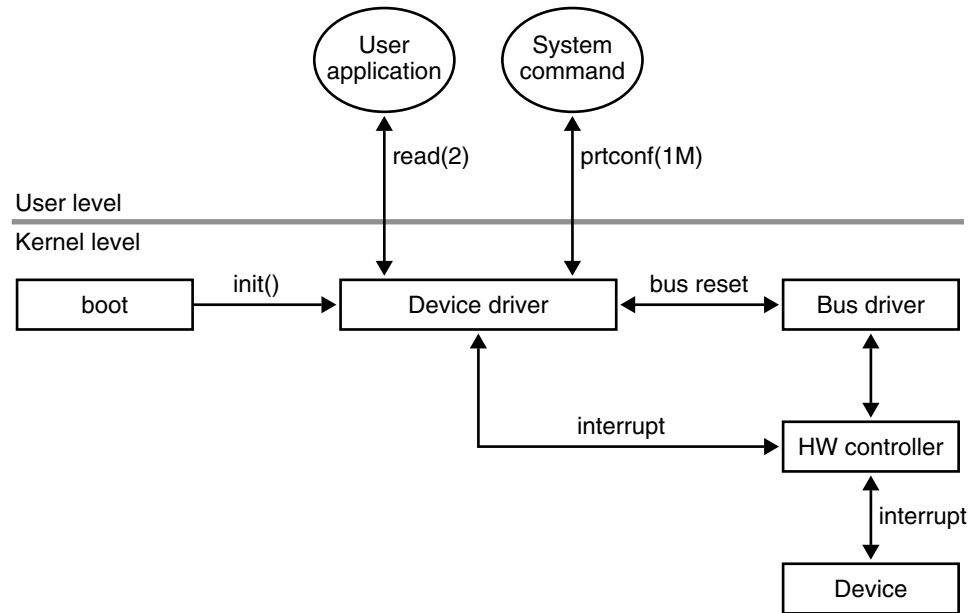 User
application
System
command
read(2)
prtconf(1M)
User level
Kernel level
boot
init()
Device driver
bus reset
Bus driver
interrupt
HW controller
interrupt
Device